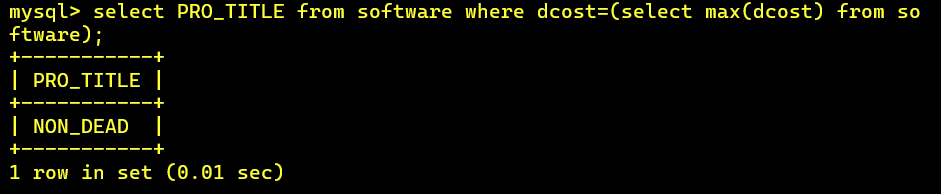 mysql> select PRO_TITLE from software where dcost=(select max(dcost) from so
ftware);
+-----------+
| PRO_TITLE |
+-----------+
| NON_DEAD  |
+-----------+
1 row in set (0.01 sec)